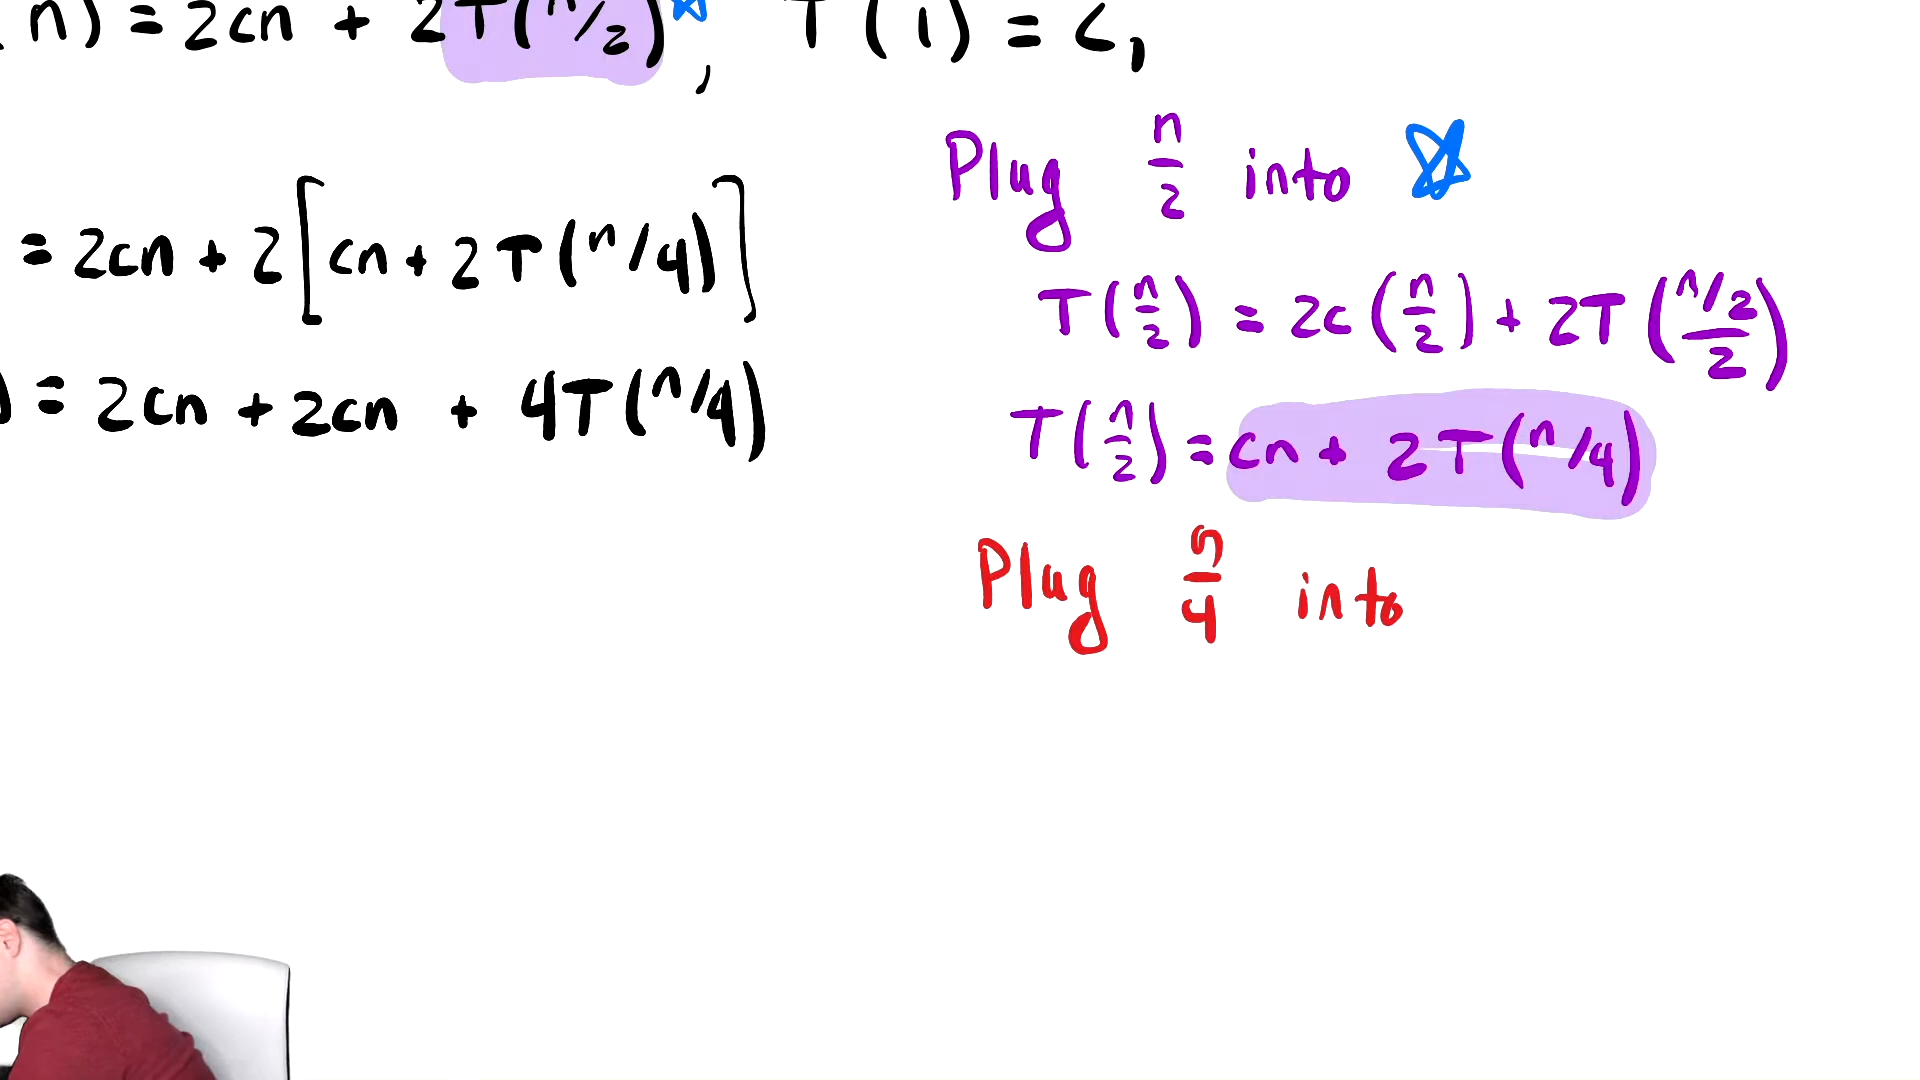 n) = 2cn + 2T(n/2)☆, T(1) = c₁
= 2cn + 2[cn + 2T(n/4)]
) = 2cn + 2cn + 4T(n/4)
Plug n/2 into ☆
T(n/2) = 2c(n/2) + 2T((n/2)/2)
T(n/2) = cn + 2T(n/4)
Plug n/4 into